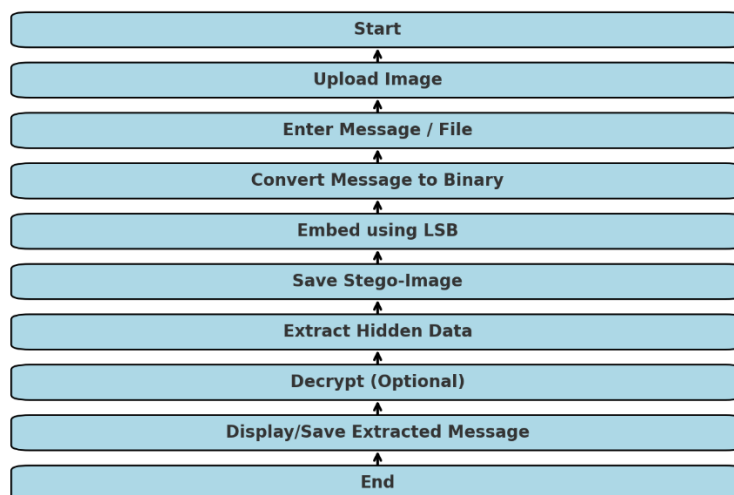 Start
Upload Image
Enter Message / File
Convert Message to Binary
Embed using LSB
Save Stego-Image
Extract Hidden Data
Decrypt (Optional)
Display/Save Extracted Message
End